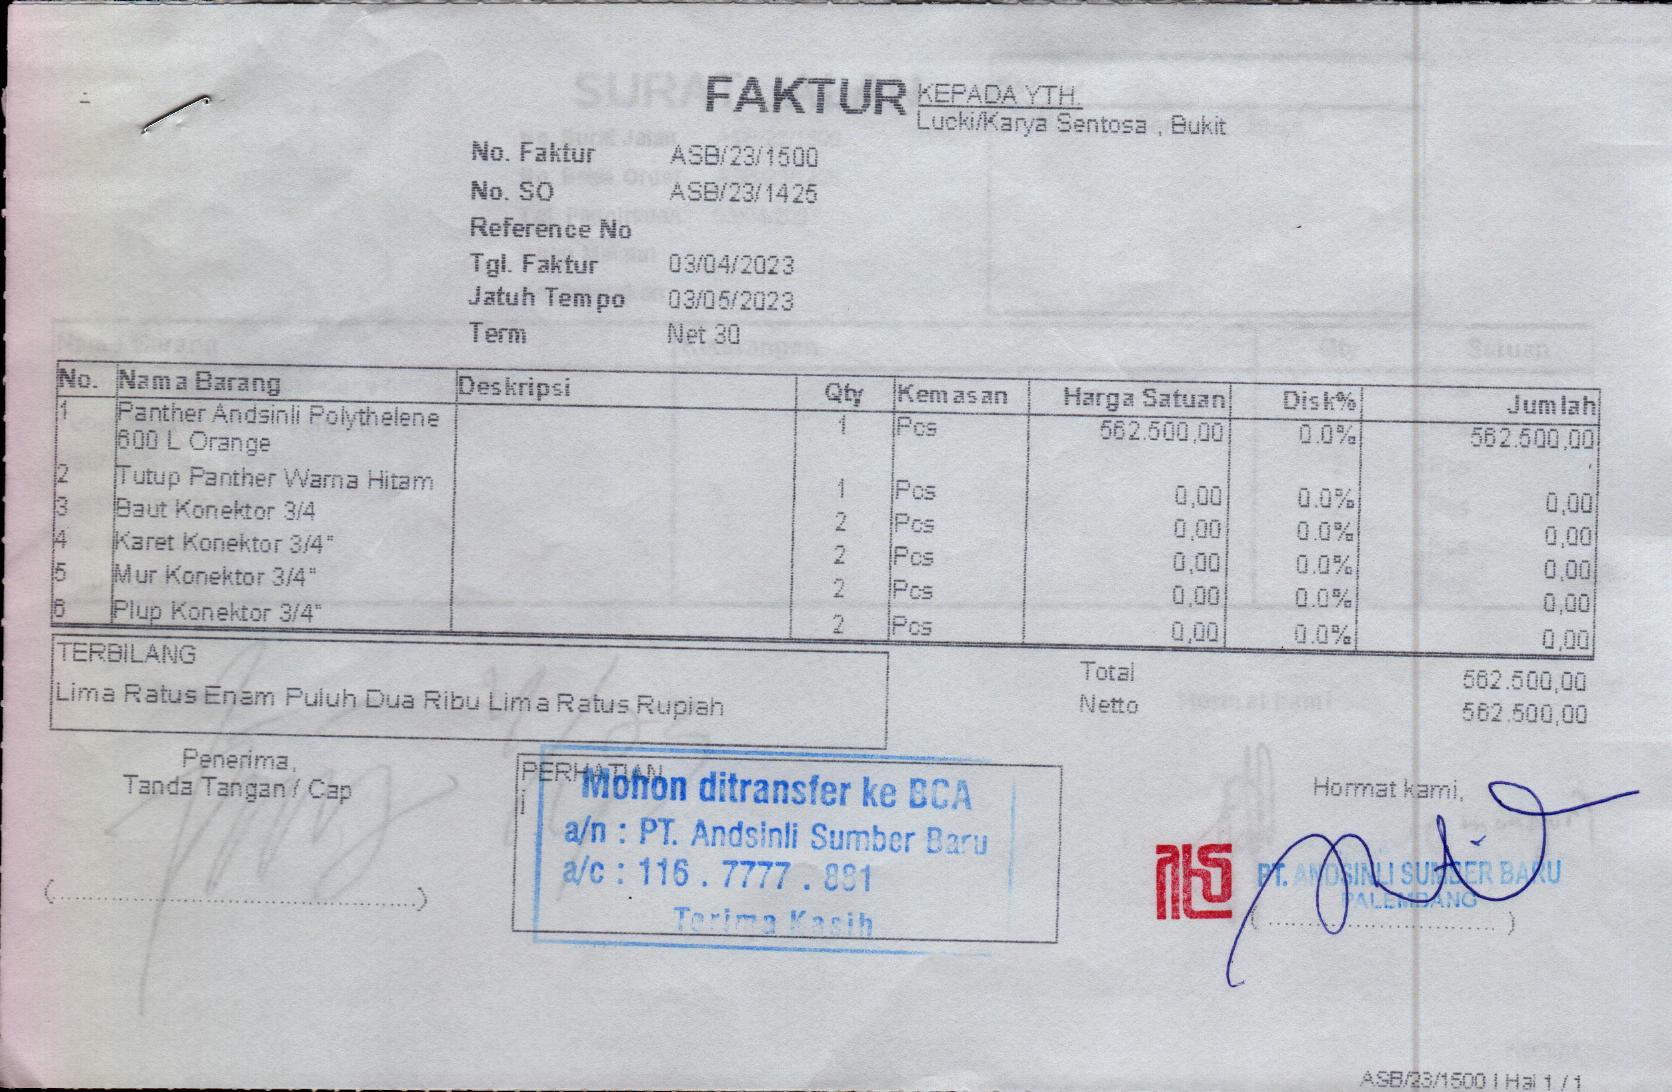 FAKTUR
KEPADA YTH.
Lucki/Karya Sentosa , Bukit
No. Faktur ASB/23/1500
No. SO ASB/23/1425
Reference No
Tgl. Faktur 03/04/2023
Jatuh Tempo 03/05/2023
Term Net 30
No. Nama Barang Deskripsi Qty Kemasan Harga Satuan Disk% Jumlah
1 Panther Andsinli Polythelene 1 Pcs 562.500,00 0.0% 562.500,00
600 L Orange
2 Tutup Panther Warna Hitam 1 Pcs 0,00 0.0% 0,00
3 Baut Konektor 3/4 2 Pcs 0,00 0.0% 0,00
4 Karet Konektor 3/4" 2 Pcs 0,00 0.0% 0,00
5 Mur Konektor 3/4" 2 Pcs 0,00 0.0% 0,00
6 Plup Konektor 3/4" 2 Pcs 0,00 0.0% 0,00
TERBILANG
Lima Ratus Enam Puluh Dua Ribu Lima Ratus Rupiah
Total 562.500,00
Netto 562.500,00
Penerima,
Tanda Tangan / Cap
(........................................)
PERHATIAN
i
Mohon ditransfer ke BCA
a/n : PT. Andsinli Sumber Baru
a/c : 116 . 7777 . 881
Terima Kasih
Hormat kami,
PT. ANDSINLI SUMBER BARU
PALEMBANG
(................................)
ASB/23/1500 | Hal 1 / 1